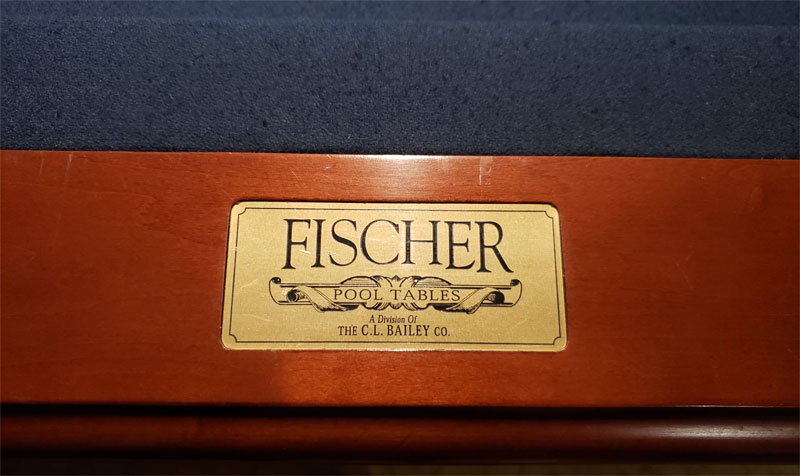 FISCHER
POOL TABLES
A Division Of
THE C.L. BAILEY CO.